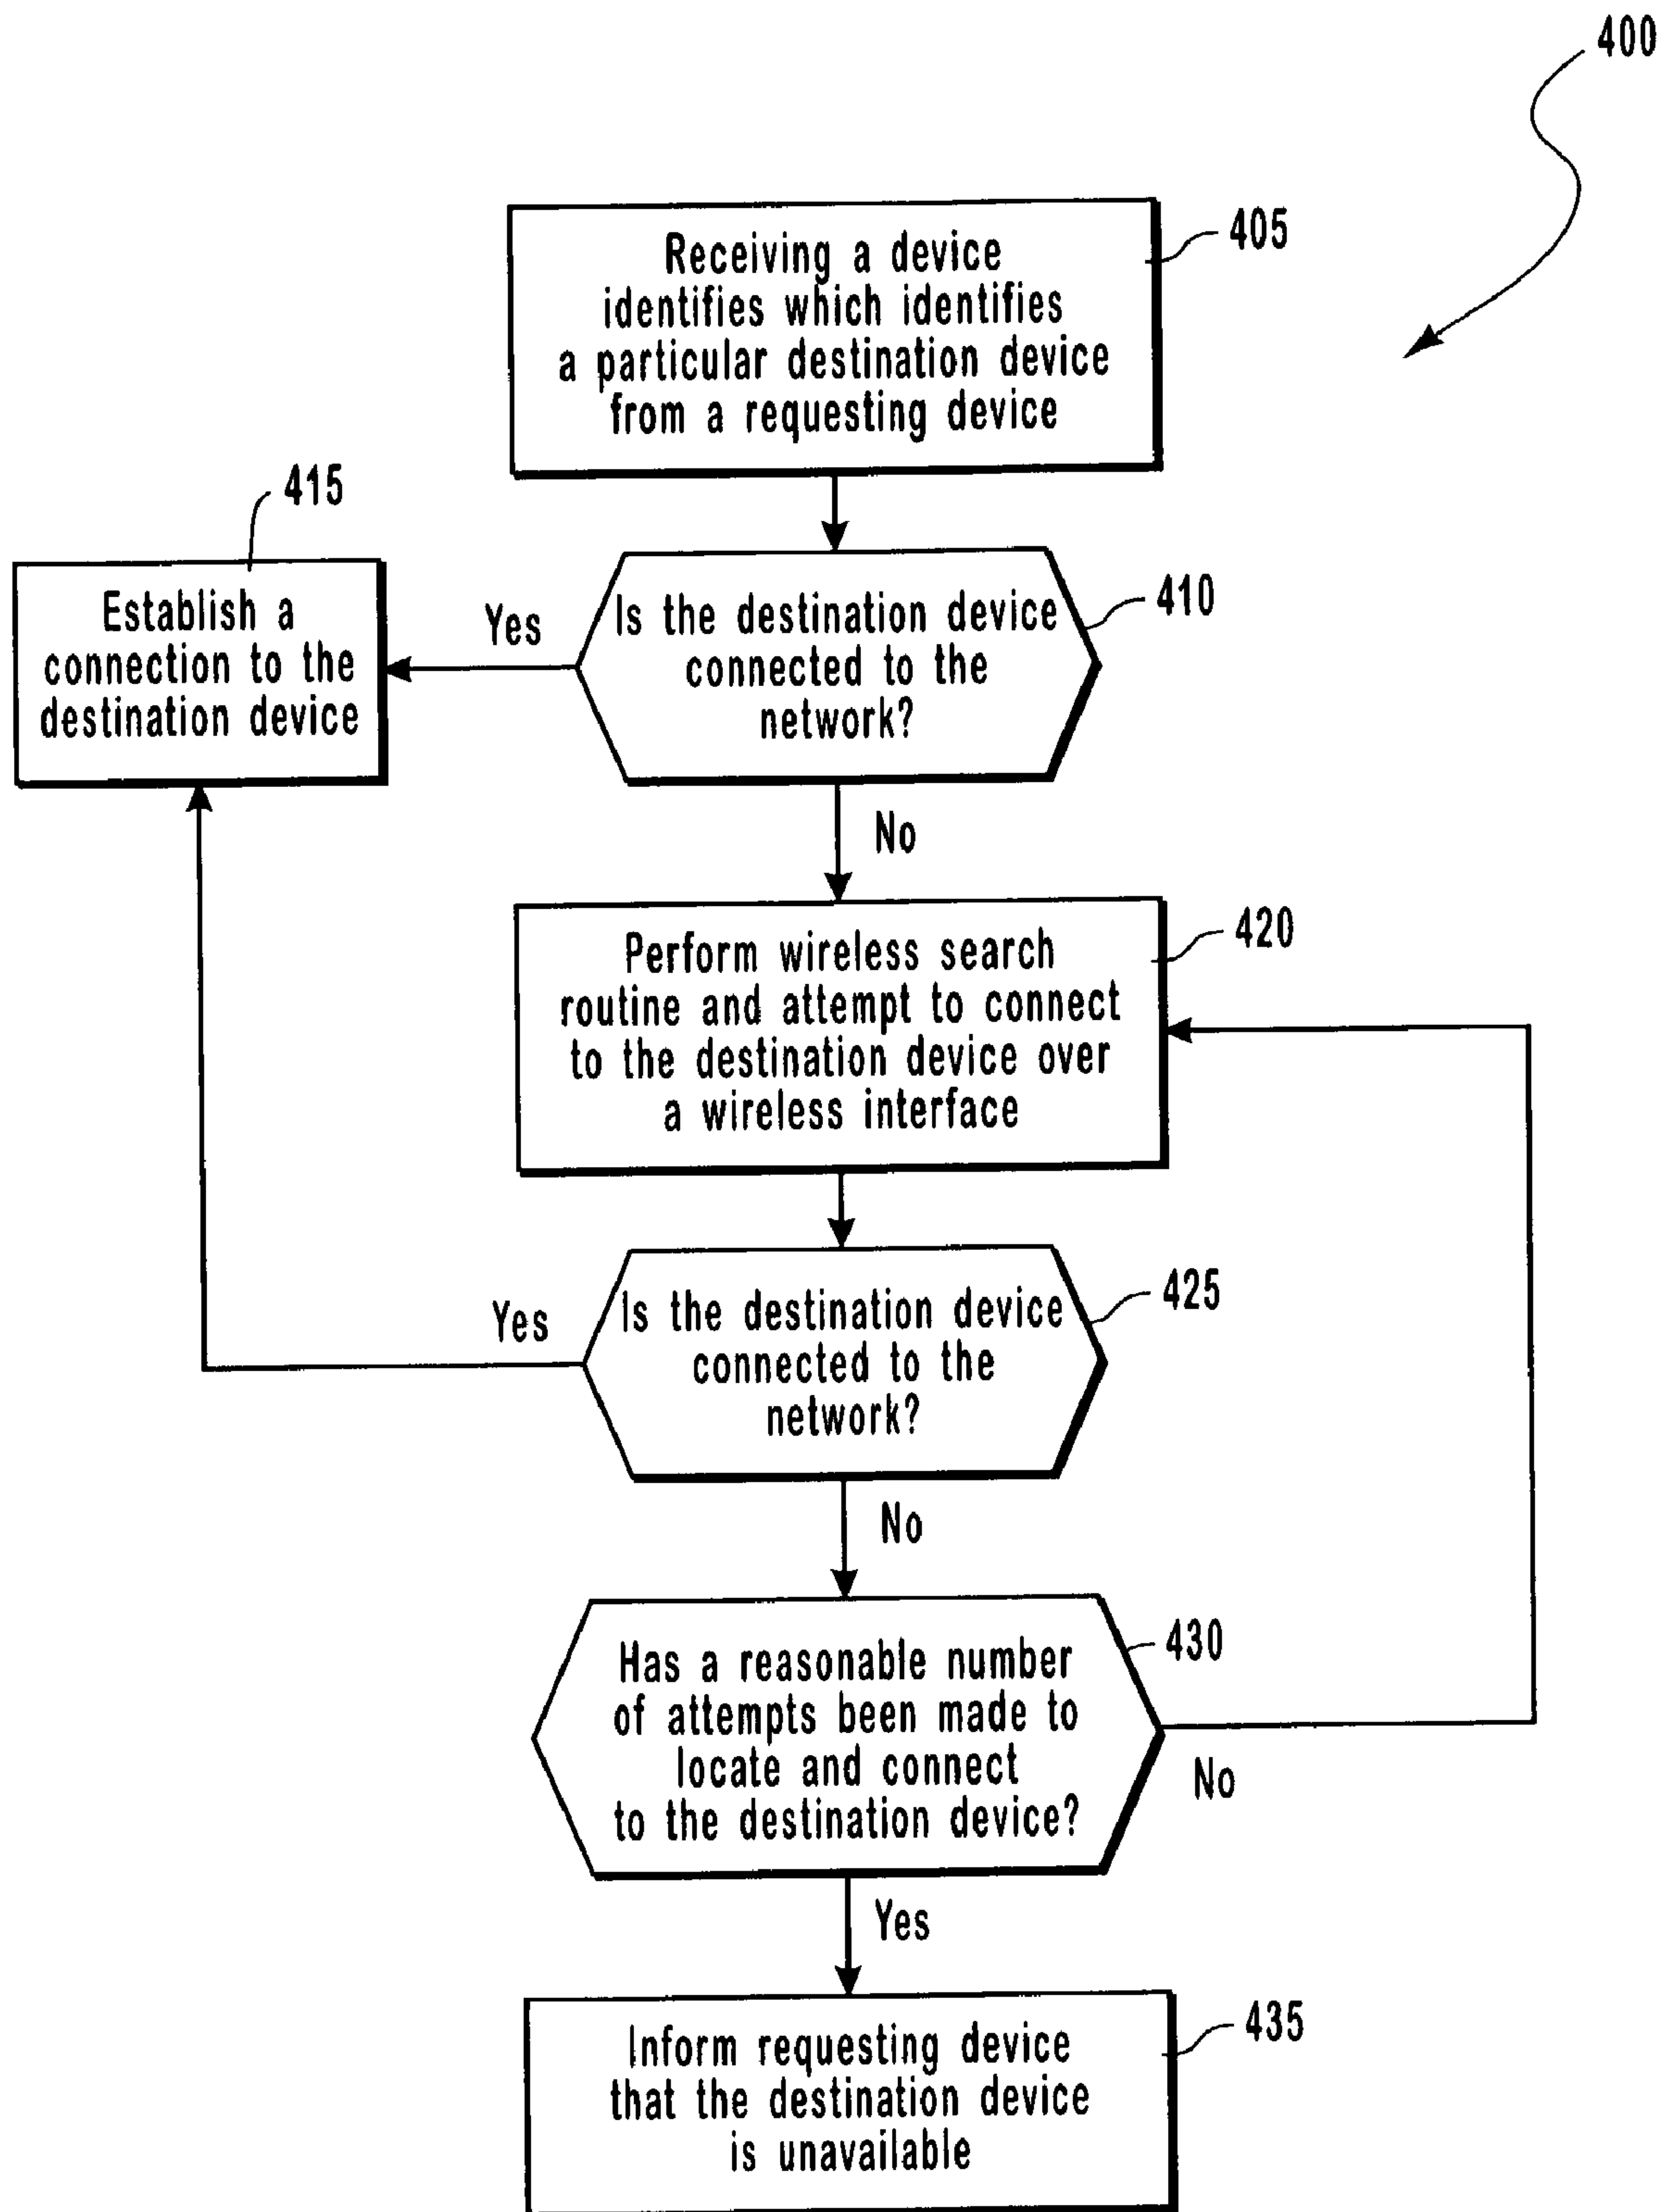 400
405
Receiving a device
identifies which identifies
a particular destination device
from a requesting device
415
Establish a
connection to the
destination device
Yes
410
Is the destination device
connected to the
network?
No
420
Perform wireless search
routine and attempt to connect
to the destination device over
a wireless interface
425
Is the destination device
connected to the
network?
Yes
No
430
Has a reasonable number
of attempts been made to
locate and connect
to the destination device?
No
Yes
435
Inform requesting device
that the destination device
is unavailable